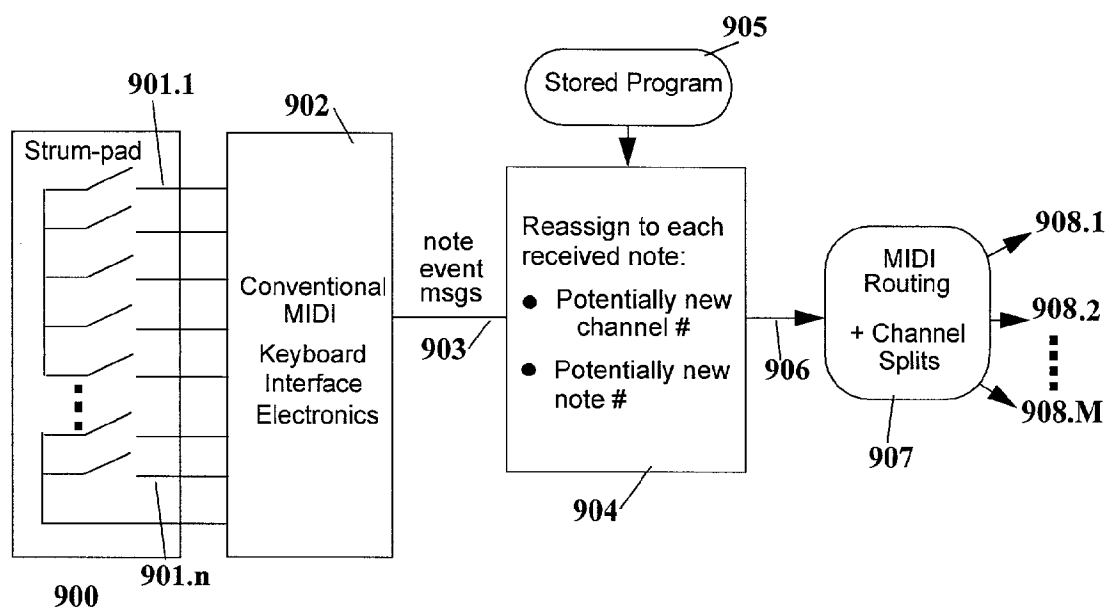 905
Stored Program
901.1
902
Strum-pad
Conventional
MIDI
Keyboard
Interface
Electronics
note
event
msgs
903
Reassign to each
received note:
● Potentially new
channel #
● Potentially new
note #
904
906
MIDI
Routing
+ Channel
Splits
907
908.1
908.2
908.M
901.n
900